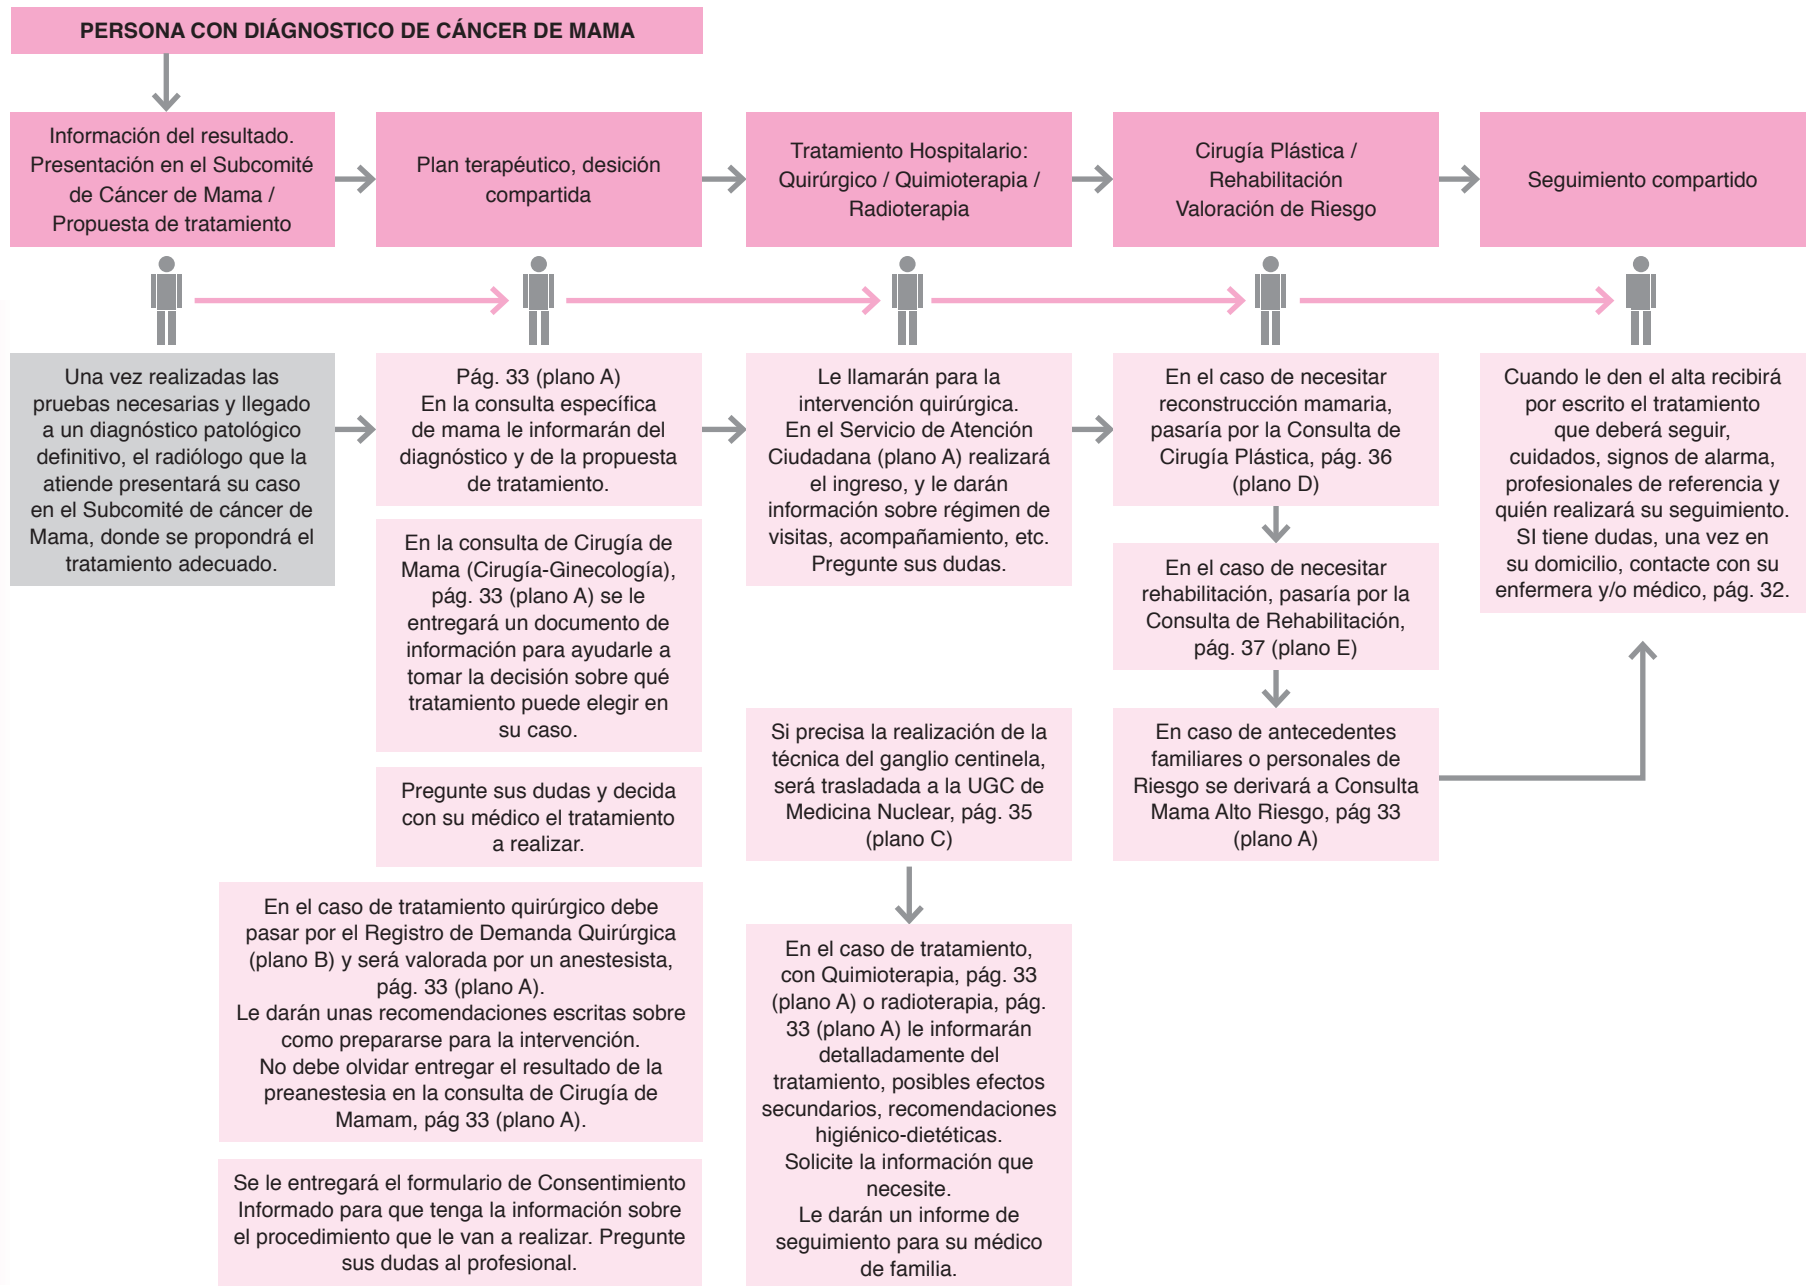 PERSONA CON DIÁGNOSTICO DE CÁNCER DE MAMA
Información del resultado.
Presentación en el Subcomité
de Cáncer de Mama /
Propuesta de tratamiento
Plan terapéutico, desición
compartida
Tratamiento Hospitalario:
Quirúrgico / Quimioterapia /
Radioterapia
Cirugía Plástica /
Rehabilitación
Valoración de Riesgo
Seguimiento compartido
Una vez realizadas las
pruebas necesarias y llegado
a un diagnóstico patológico
definitivo, el radiólogo que la
atiende presentará su caso
en el Subcomité de cáncer de
Mama, donde se propondrá el
tratamiento adecuado.
Pág. 33 (plano A)
En la consulta específica
de mama le informarán del
diagnóstico y de la propuesta
de tratamiento.
En la consulta de Cirugía de
Mama (Cirugía-Ginecología),
pág. 33 (plano A) se le
entregará un documento de
información para ayudarle a
tomar la decisión sobre qué
tratamiento puede elegir en
su caso.
Pregunte sus dudas y decida
con su médico el tratamiento
a realizar.
En el caso de tratamiento quirúrgico debe
pasar por el Registro de Demanda Quirúrgica
(plano B) y será valorada por un anestesista,
pág. 33 (plano A).
Le darán unas recomendaciones escritas sobre
como prepararse para la intervención.
No debe olvidar entregar el resultado de la
preanestesia en la consulta de Cirugía de
Mamam, pág 33 (plano A).
Se le entregará el formulario de Consentimiento
Informado para que tenga la información sobre
el procedimiento que le van a realizar. Pregunte
sus dudas al profesional.
Le llamarán para la
intervención quirúrgica.
En el Servicio de Atención
Ciudadana (plano A) realizará
el ingreso, y le darán
información sobre régimen de
visitas, acompañamiento, etc.
Pregunte sus dudas.
Si precisa la realización de la
técnica del ganglio centinela,
será trasladada a la UGC de
Medicina Nuclear, pág. 35
(plano C)
En el caso de tratamiento,
con Quimioterapia, pág. 33
(plano A) o radioterapia, pág.
33 (plano A) le informarán
detalladamente del
tratamiento, posibles efectos
secundarios, recomendaciones
higiénico-dietéticas.
Solicite la información que
necesite.
Le darán un informe de
seguimiento para su médico
de familia.
En el caso de necesitar
reconstrucción mamaria,
pasaría por la Consulta de
Cirugía Plástica, pág. 36
(plano D)
En el caso de necesitar
rehabilitación, pasaría por la
Consulta de Rehabilitación,
pág. 37 (plano E)
En caso de antecedentes
familiares o personales de
Riesgo se derivará a Consulta
Mama Alto Riesgo, pág 33
(plano A)
Cuando le den el alta recibirá
por escrito el tratamiento
que deberá seguir,
cuidados, signos de alarma,
profesionales de referencia y
quién realizará su seguimiento.
SI tiene dudas, una vez en
su domicilio, contacte con su
enfermera y/o médico, pág. 32.